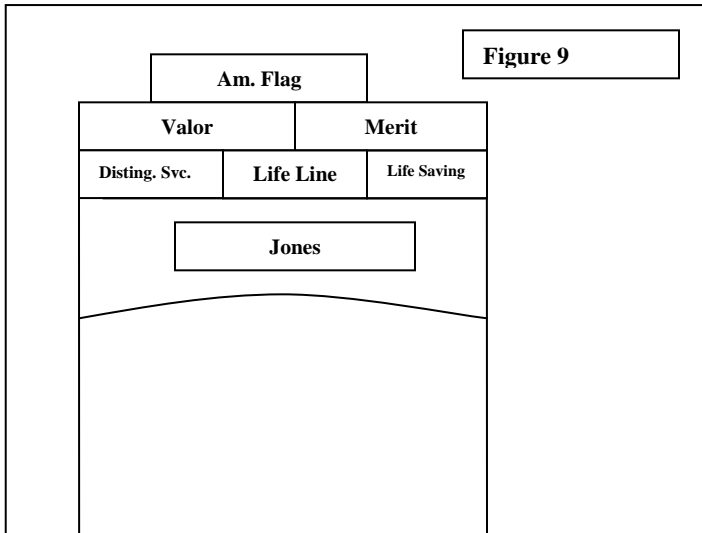 Figure 9
Am. Flag
Valor Merit
Disting. Svc. Life Line Life Saving
Jones